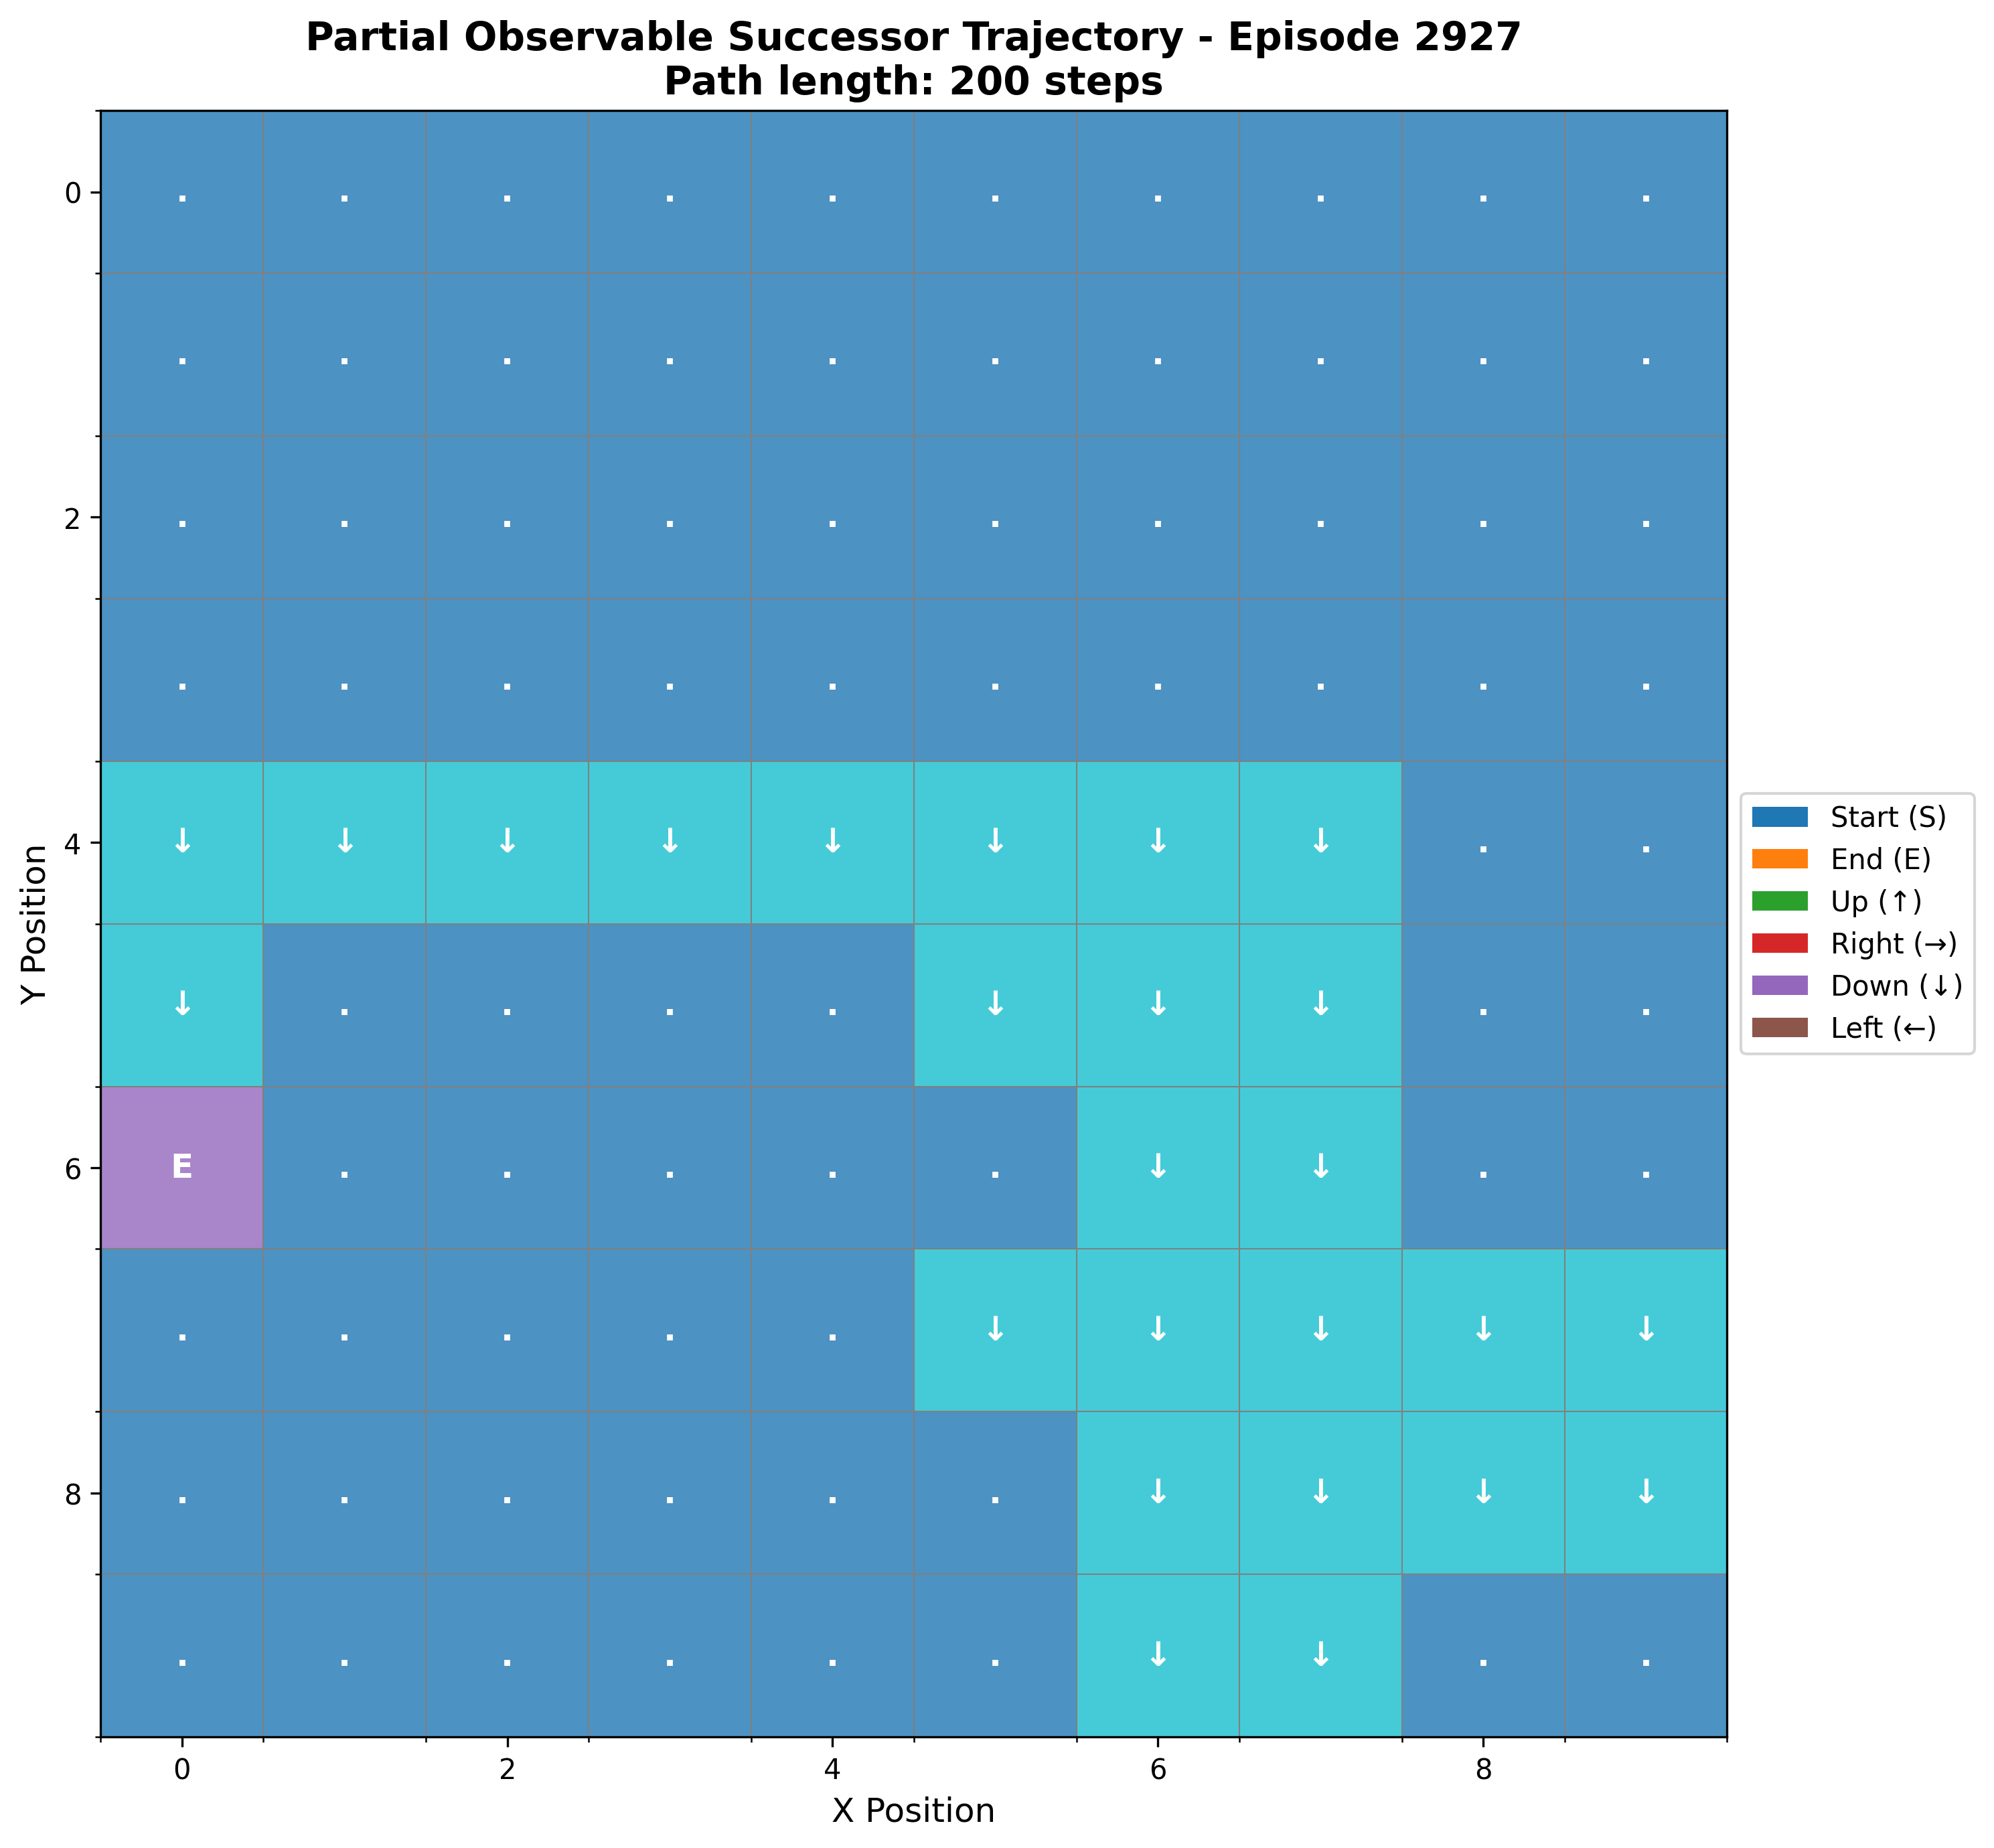 Partial Observable Successor Trajectory - Episode 2927
Path length: 200 steps
0 . . . . . . . . . .
. . . . . . . . . .
2 . . . . . . . . . .
. . . . . . . . . .
4 ↓ ↓ ↓ ↓ ↓ ↓ ↓ ↓ . .
↓ . . . . ↓ ↓ ↓ . .
6 E . . . . . ↓ ↓ . .
. . . . . ↓ ↓ ↓ ↓ ↓
8 . . . . . . ↓ ↓ ↓ ↓
. . . . . . ↓ ↓ . .
0 2 4 6 8
X Position
Y Position
Start (S)
End (E)
Up (↑)
Right (→)
Down (↓)
Left (←)